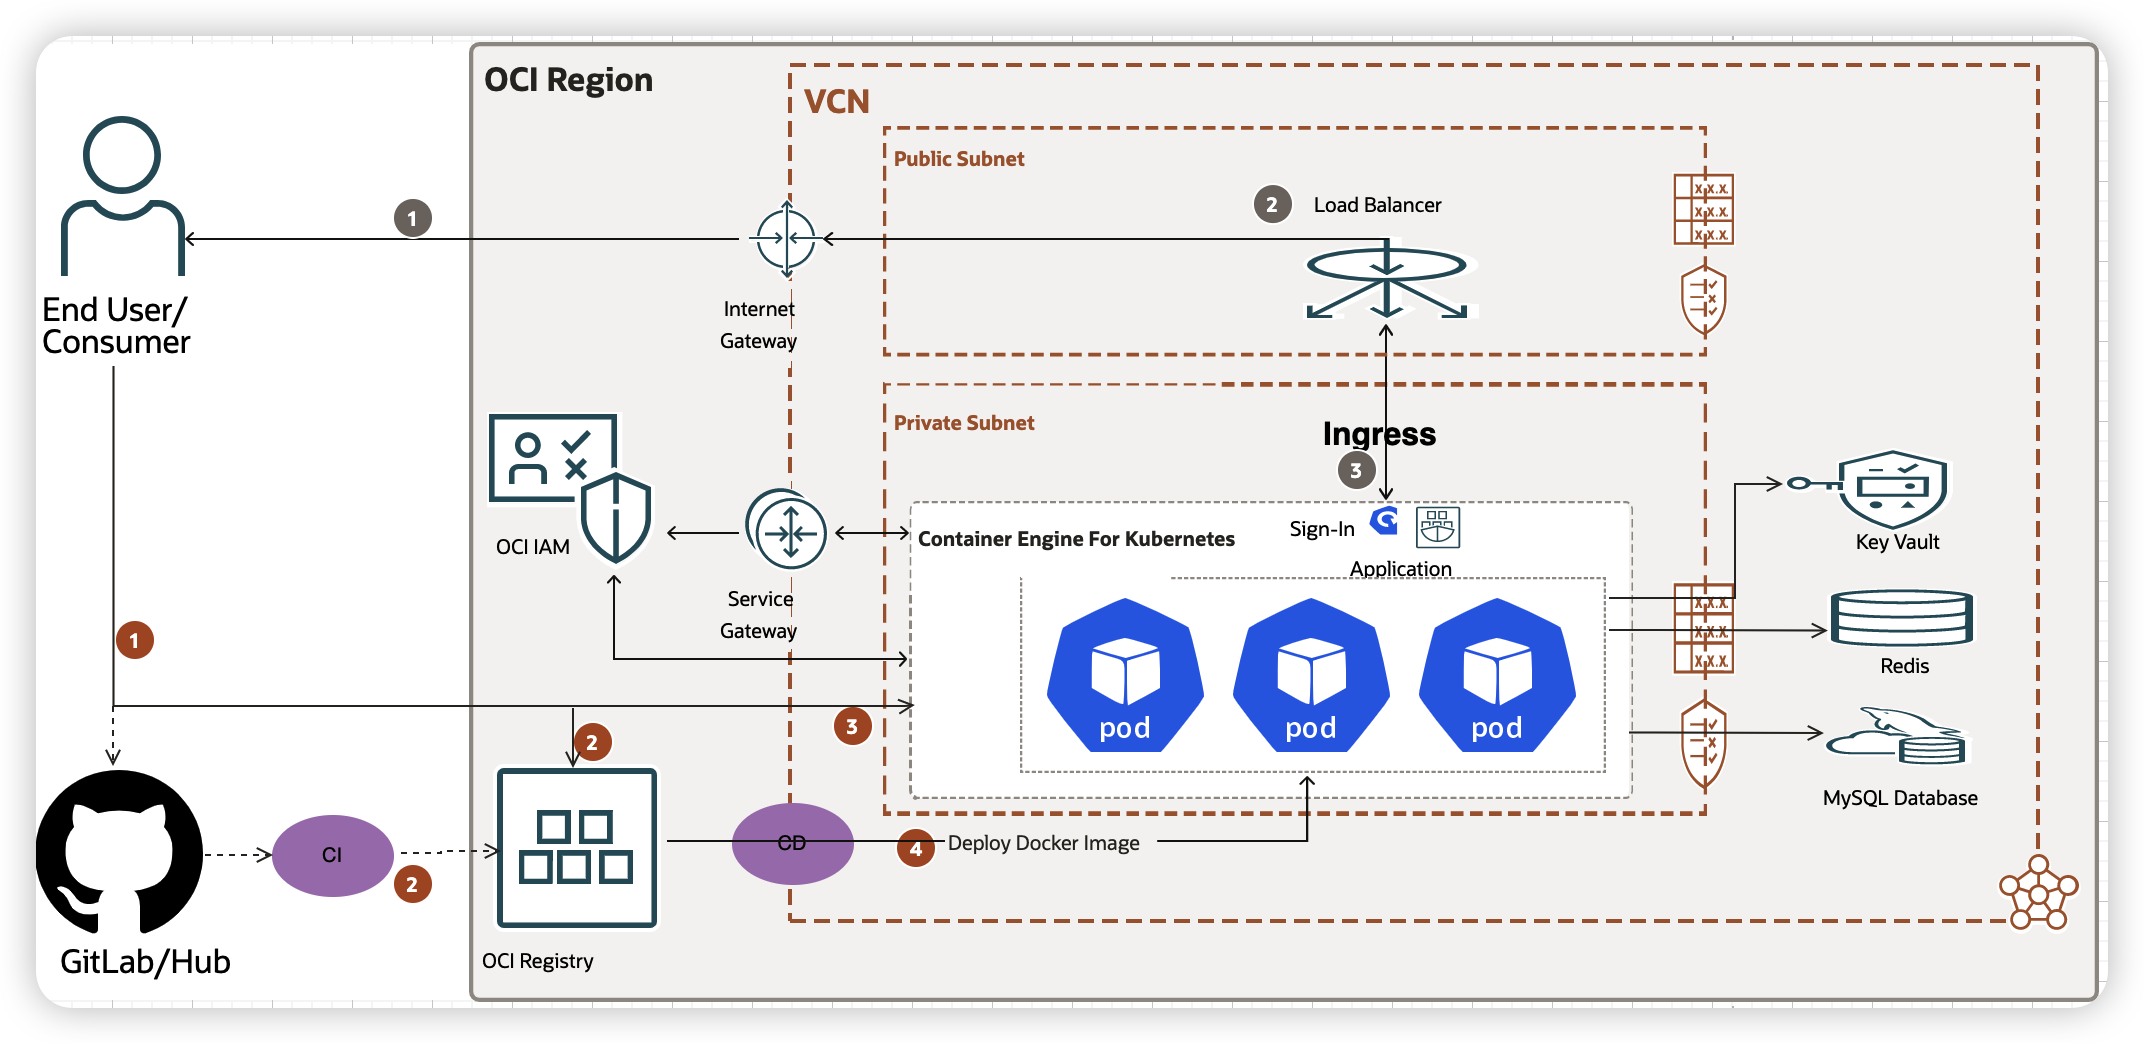 OCI Region
VCN
Public Subnet
1
2
Load Balancer
x.x.x.
x.x.x.
x.x.x.
End User/
Consumer
Internet
Gateway
Private Subnet
Ingress
3
Container Engine For Kubernetes
Sign-In
Application
OCI IAM
Service
Gateway
Key Vault
x.x.x.
x.x.x.
x.x.x.
Redis
1
3
2
pod
pod
pod
MySQL Database
CI
2
CD
4
Deploy Docker Image
GitLab/Hub
OCI Registry